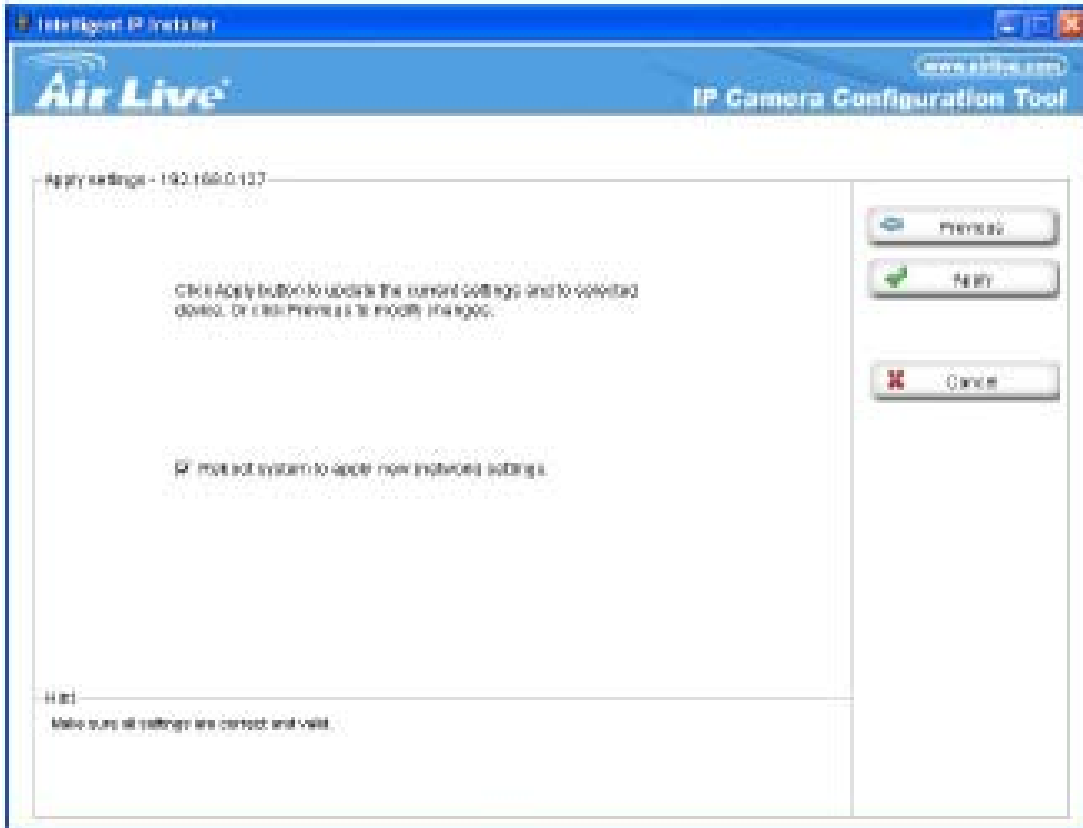 Intelligent IP Installer
Air Live
www.airlive.com
IP Camera Configuration Tool
Apply settings - 192.168.0.137
Previous
Click Apply button to update the current settings and to selected
device. Or click Previous to modify changes.
Apply
Cancel
Reboot system to apply new (network) settings.
Hint
Make sure all settings are correct and valid.